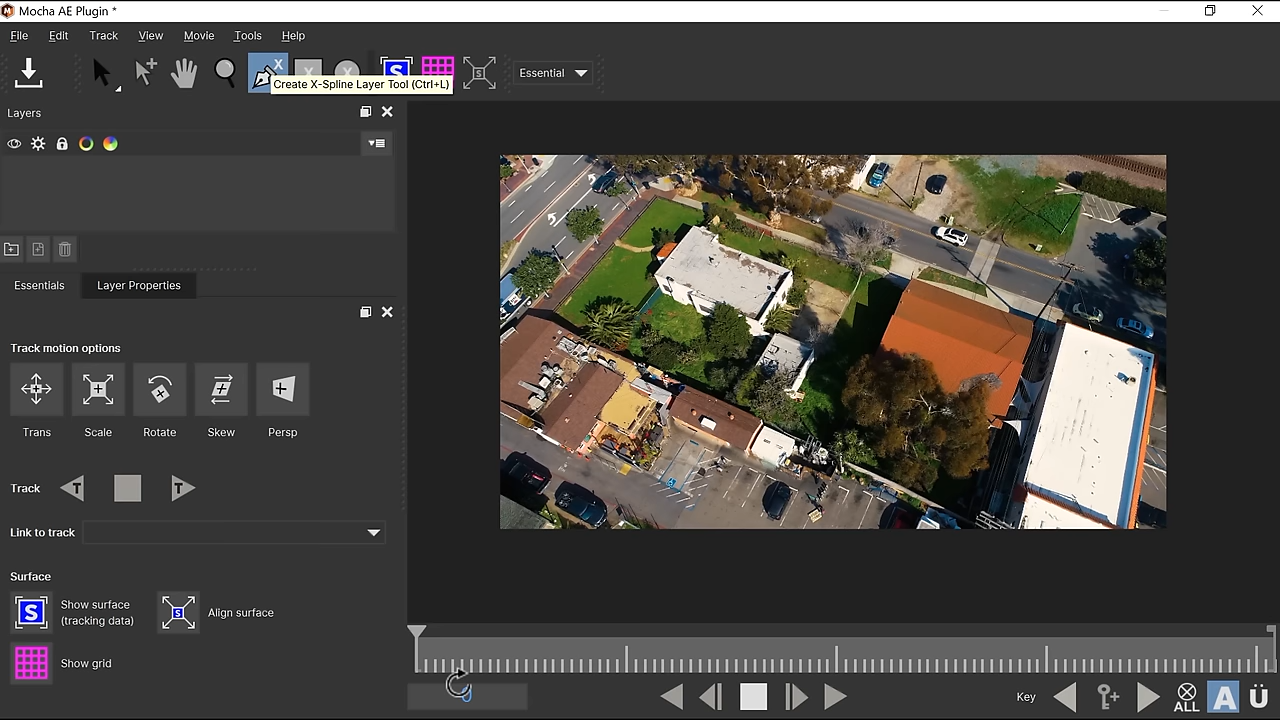 Mocha AE Plugin *
File Edit Track View Movie Tools Help
X X X S S Essential
Create X-Spline Layer Tool (Ctrl+L)
Layers
Essentials Layer Properties
Track motion options
Trans Scale Rotate Skew Persp
Track T T
Link to track
Surface
S Show surface
(tracking data)
S Align surface
Show grid
Key ALL A Ü